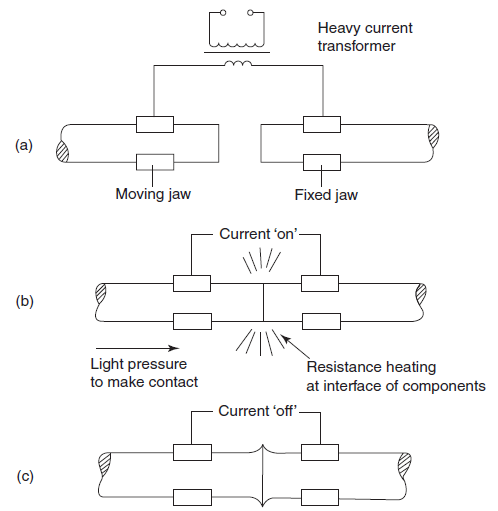 Heavy current
transformer
(a)
Moving jaw
Fixed jaw
Current ‘on’
(b)
Light pressure
to make contact
Resistance heating
at interface of components
Current ‘off’
(c)